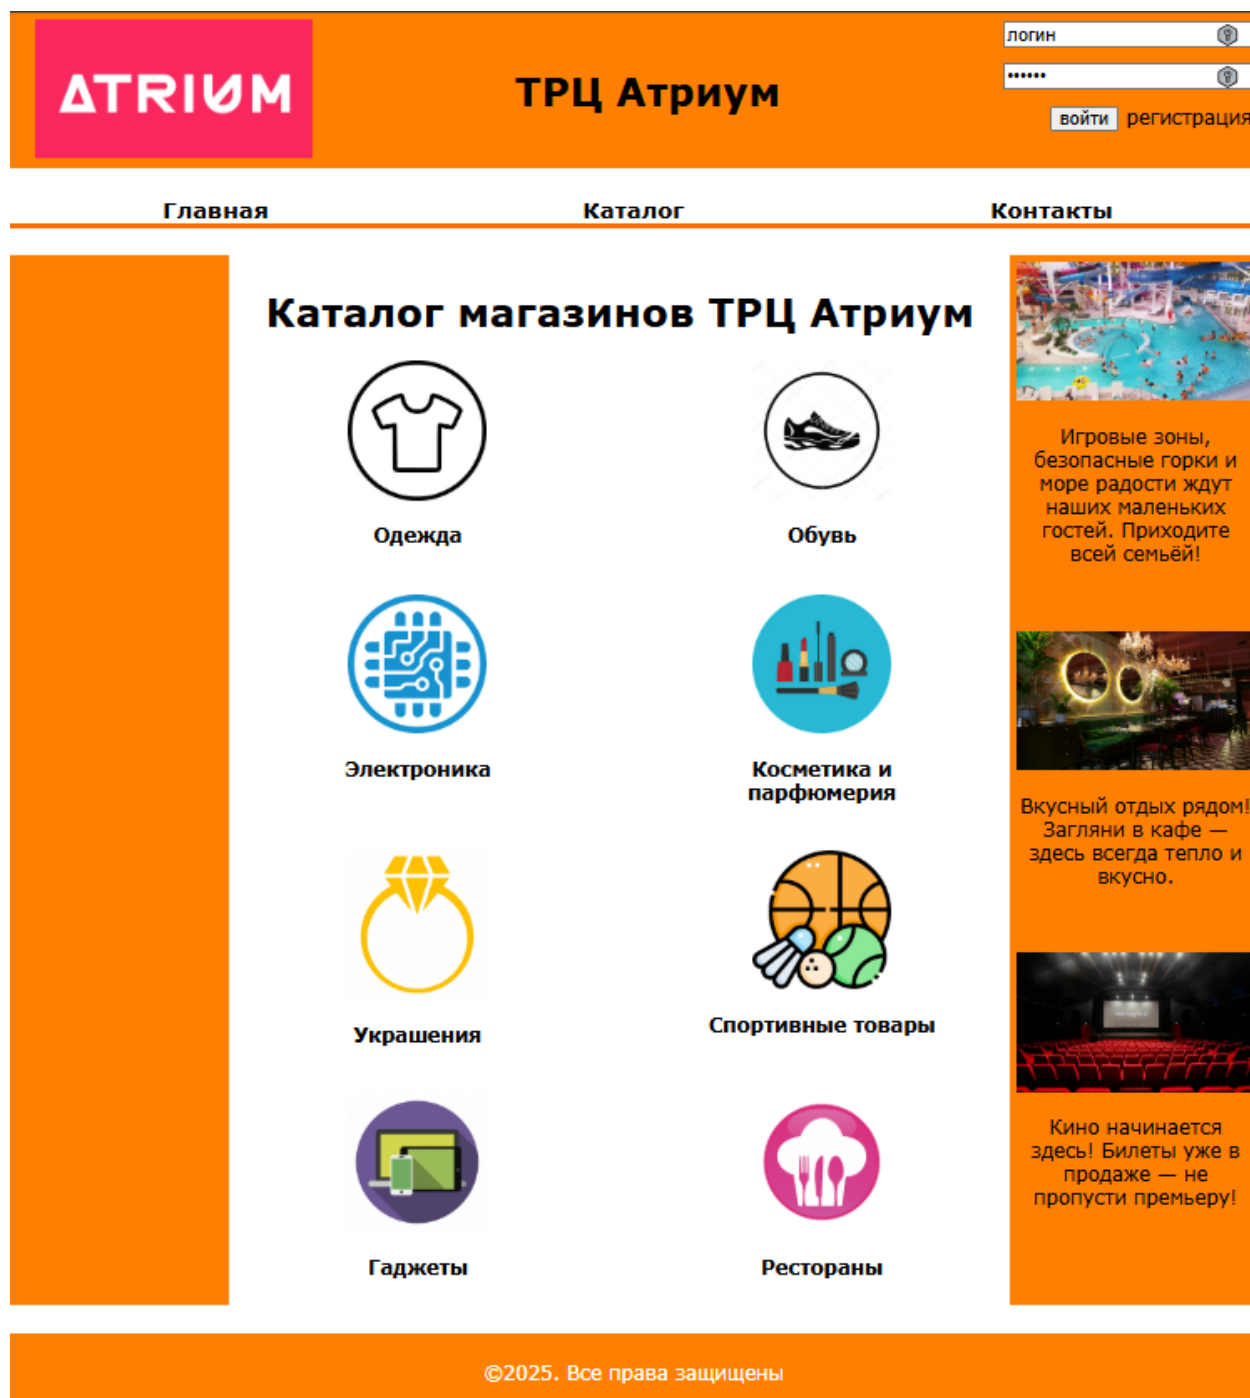 ATRIUM
ТРЦ Атриум
логин
••••••
войти регистрация
Главная Каталог Контакты
Каталог магазинов ТРЦ Атриум
Одежда
Обувь
Электроника
Косметика и
парфюмерия
Украшения
Спортивные товары
Гаджеты
Рестораны
Игровые зоны,
безопасные горки и
море радости ждут
наших маленьких
гостей. Приходите
всей семьёй!
Вкусный отдых рядом!
Загляни в кафе —
здесь всегда тепло и
вкусно.
Кино начинается
здесь! Билеты уже в
продаже — не
пропусти премьеру!
©2025. Все права защищены